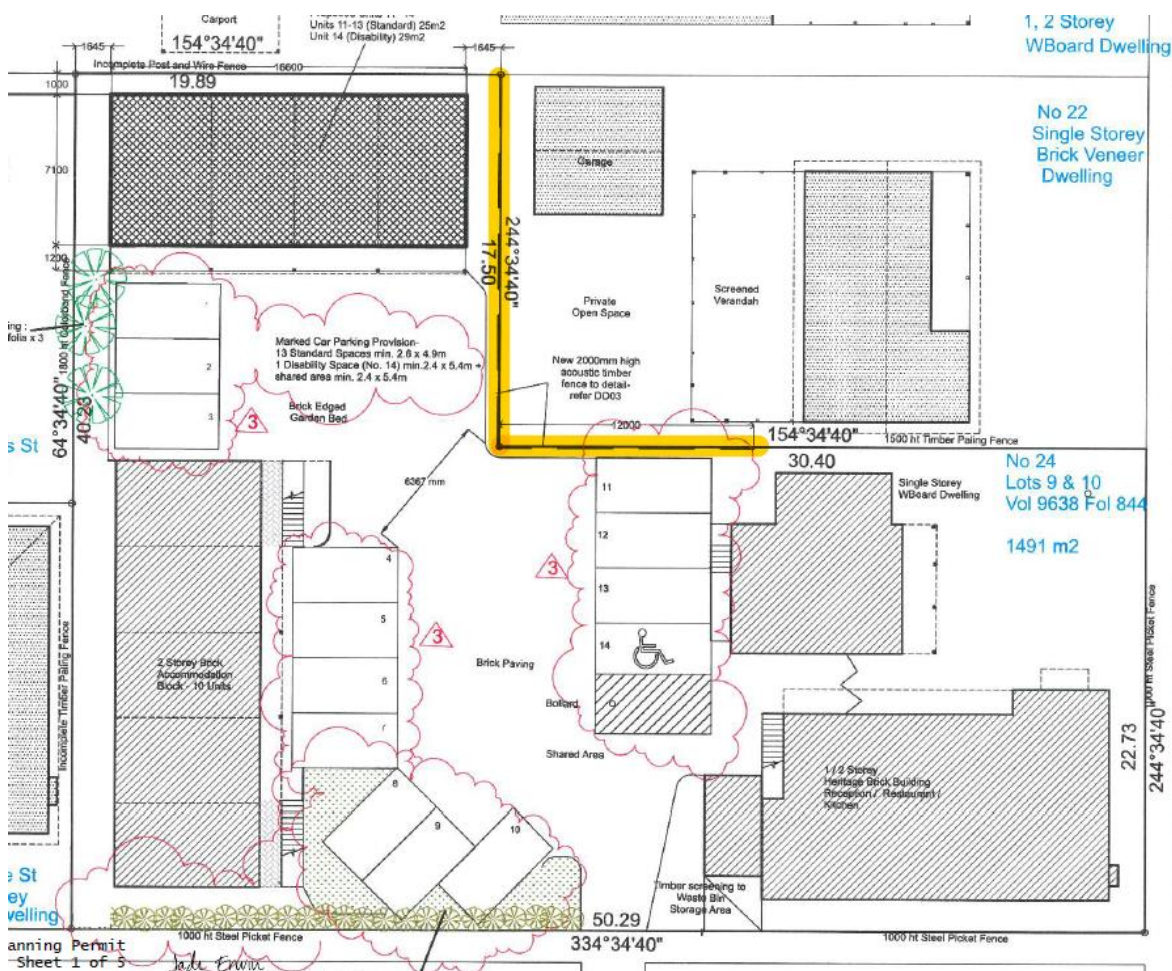 Carport
154°34'40"
Units 11-13 (Standard) 25m2
Unit 14 (Disability) 29m2
1645
1645
Incomplete Post and Wire Fence
16600
19.89
1000
7100
1200
1, 2 Storey
WBoard Dwelling
No 22
Single Storey
Brick Veneer
Dwelling
Garage
244°34'40"
17.50
Screened
Verandah
Private
Open Space
New 2000mm high
acoustic timber
fence to detail-
refer DD03
12000
154°34'40"
1500 ht Timber Paling Fence
30.40
1
2
3
Marked Car Parking Provision-
13 Standard Spaces min. 2.6 x 4.9m
1 Disability Space (No. 14) min.2.4 x 5.4m +
shared area min. 2.4 x 5.4m
Brick Edged
Garden Bed
3
ing :
folia x 3
1800 ht Colorbond Fence
64°34'40"
40.23
s St
6367 mm
No 24
Lots 9 & 10
Vol 9638 Fol 844
1491 m2
Single Storey
WBoard Dwelling
11
12
13
14
3
4
5
6
7
3
8
9
10
2 Storey Brick
Accommodation
Block - 10 Units
Incomplete Timber Paling Fence
Brick Paving
Bollard
Shared Area
1 / 2 Storey
Heritage Brick Building
Reception / Restaurant /
Kitchen
1000 ht Steel Picket Fence
22.73
244°34'40"
Timber screening to
Waste Bin
Storage Area
e St
ey
welling
50.29
334°34'40"
1000 ht Steel Picket Fence
1000 ht Steel Picket Fence
anning Permit
Sheet 1 of 5